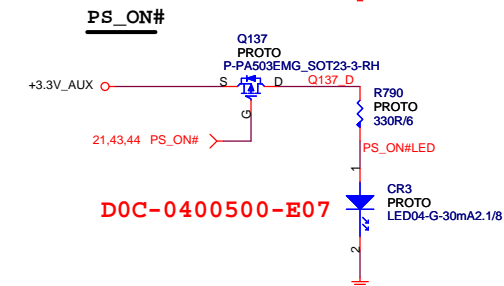 PS_ON#
Q137
PROTO
P-PA503EMG_SOT23-3-RH
+3.3V_AUX
S
D
Q137_D
G
R790
PROTO
330R/6
21,43,44 PS_ON#
PS_ON#LED
1
D0C-0400500-E07
CR3
PROTO
LED04-G-30mA2.1/8
2